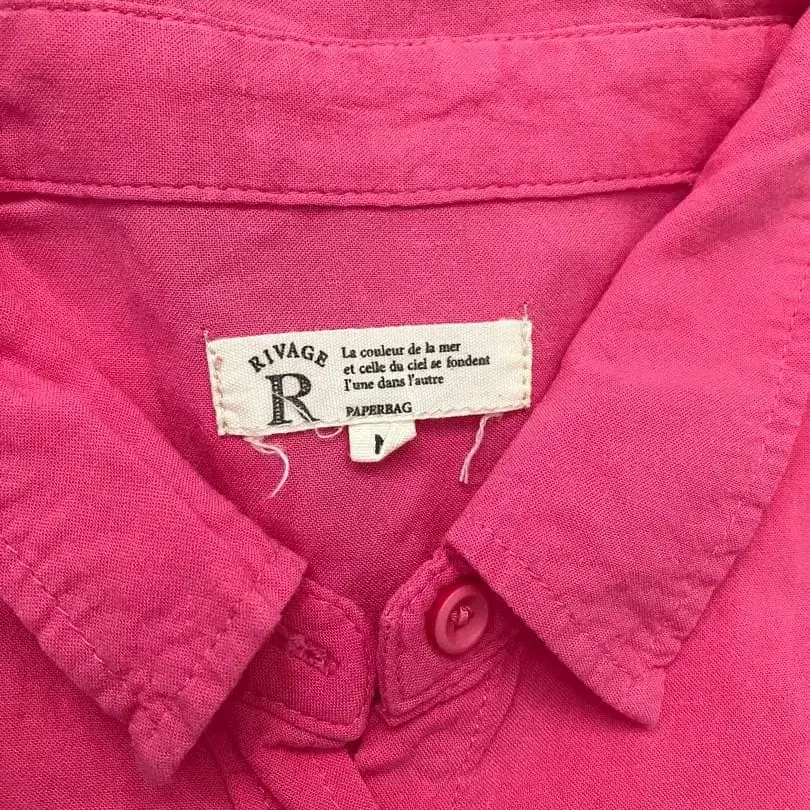 RIVAGE
R
La couleur de la mer
et celle du ciel se fondent
l'une dans l'autre
PAPERBAG